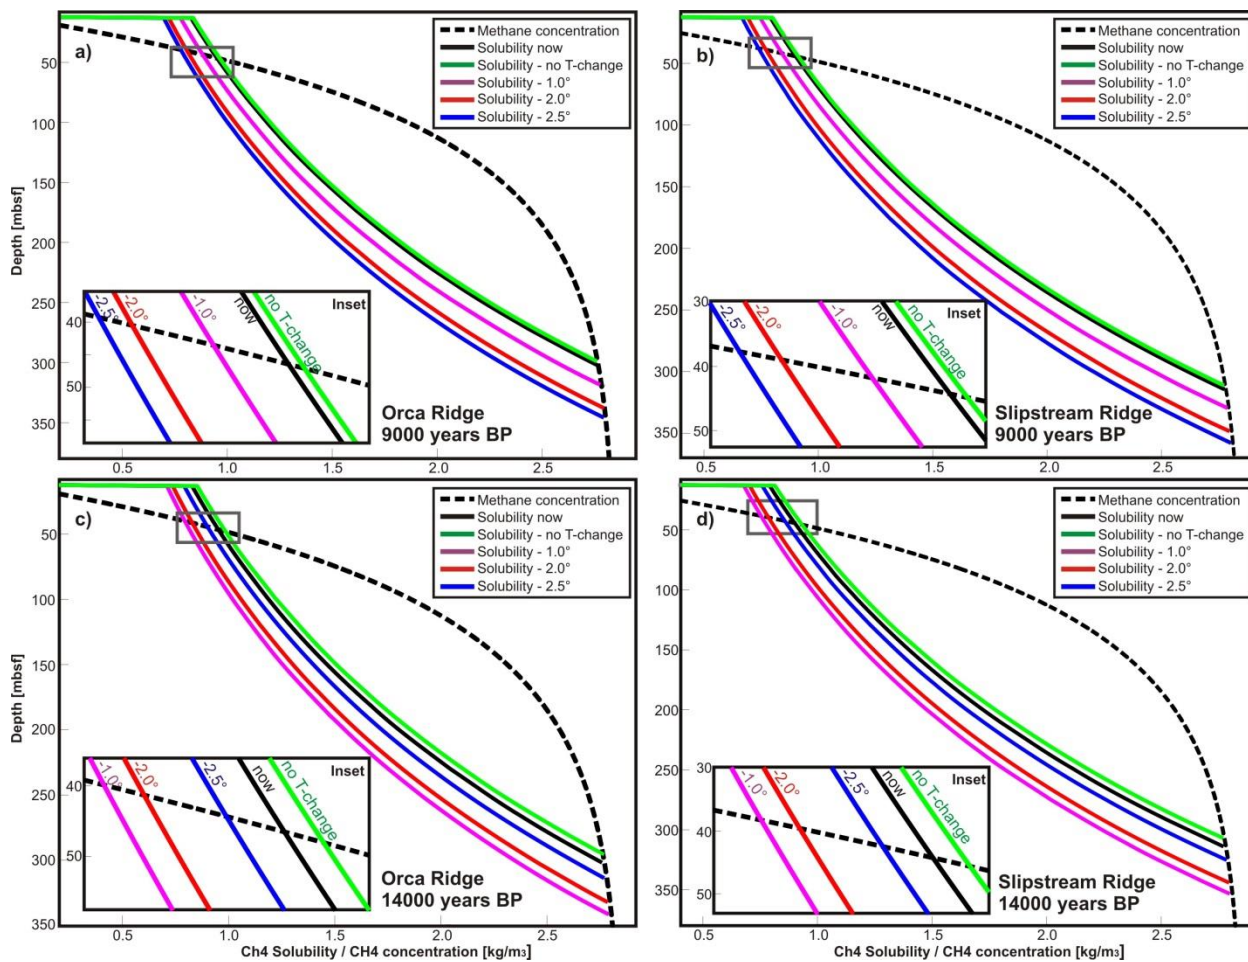 a)
Methane concentration
Solubility now
Solubility - no T-change
Solubility - 1.0°
Solubility - 2.0°
Solubility - 2.5°
50
100
150
200
250
300
350
Depth [mbsf]
-2.5°
-2.0°
-1.0°
now
no T-change
Inset
40
50
Orca Ridge
9000 years BP
0.5
1.0
1.5
2.0
2.5
b)
Methane concentration
Solubility now
Solubility - no T-change
Solubility - 1.0°
Solubility - 2.0°
Solubility - 2.5°
50
100
150
200
250
300
350
30
40
50
-2.5°
-2.0°
-1.0°
now
no T-change
Inset
Slipstream Ridge
9000 years BP
0.5
1.0
1.5
2.0
2.5
c)
Methane concentration
Solubility now
Solubility - no T-change
Solubility - 1.0°
Solubility - 2.0°
Solubility - 2.5°
50
100
150
200
250
300
350
Depth [mbsf]
-1.0°
-2.0°
-2.5°
now
no T-change
Inset
40
50
Orca Ridge
14000 years BP
0.5
1.0
1.5
2.0
2.5
Ch4 Solubility / CH4 concentration [kg/m3]
d)
Methane concentration
Solubility now
Solubility - no T-change
Solubility - 1.0°
Solubility - 2.0°
Solubility - 2.5°
50
100
150
200
250
300
350
30
40
50
-1.0°
-2.0°
-2.5°
now
no T-change
Inset
Slipstream Ridge
14000 years BP
0.5
1.0
1.5
2.0
2.5
Ch4 Solubility / CH4 concentration [kg/m3]